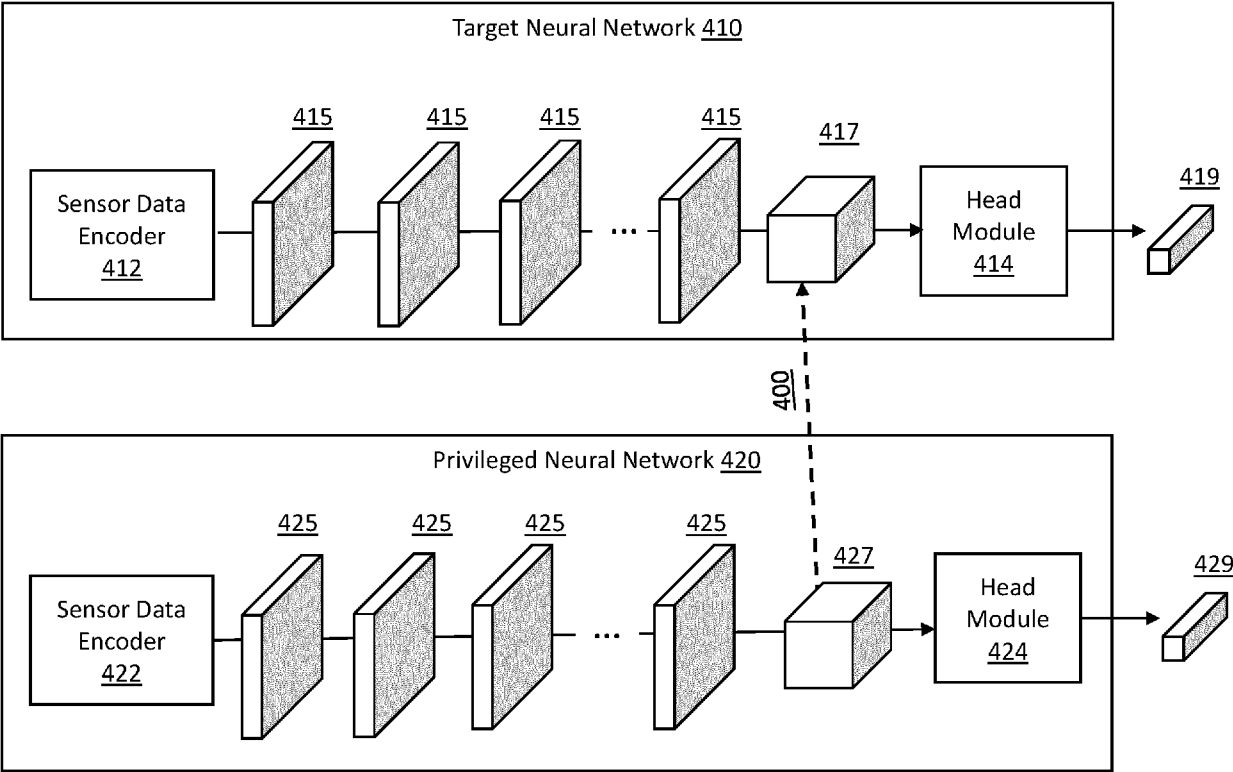 Target Neural Network 410
415
415
415
415
417
419
Sensor Data
Encoder
412
...
Head
Module
414
400
Privileged Neural Network 420
425
425
425
425
427
429
Sensor Data
Encoder
422
...
Head
Module
424